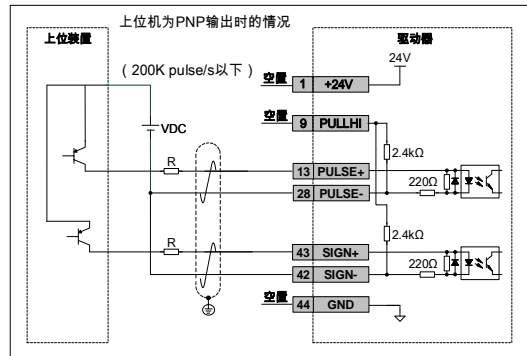 上位机为PNP输出时的情况
上位装置
驱动器
（200K pulse/s以下）
24V
空置 1 +24V
VDC
空置 9 PULLHI
2.4kΩ
R
13 PULSE+
28 PULSE-
220Ω
2.4kΩ
R
43 SIGN+
220Ω
42 SIGN-
空置 44 GND